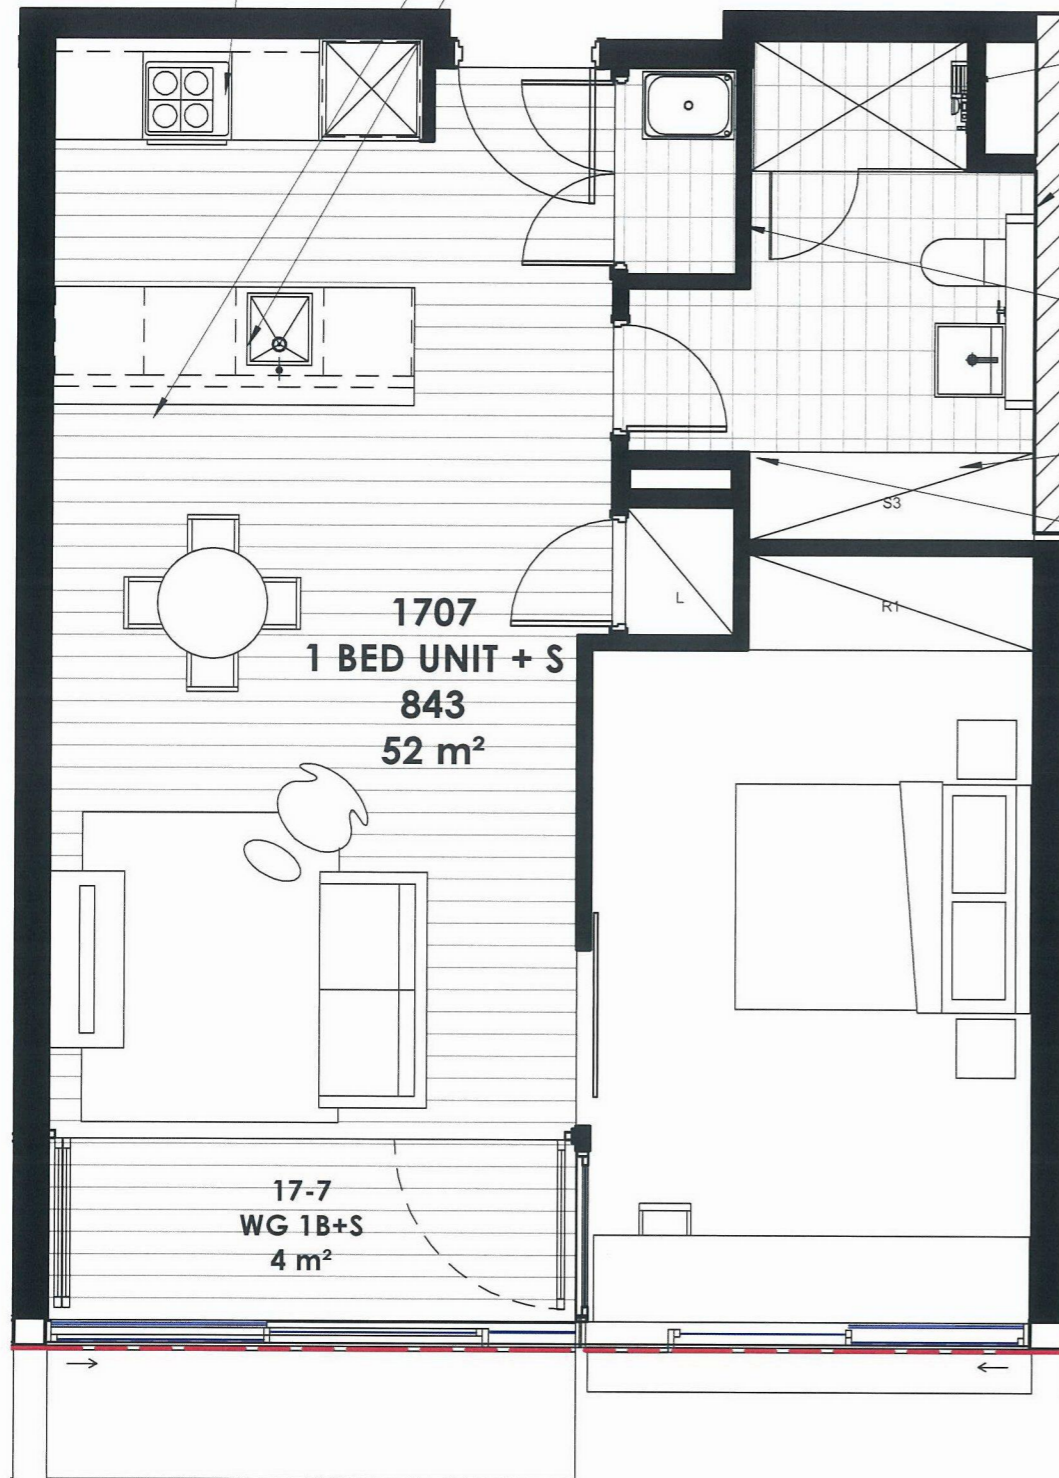 S3
R1
L
1707
1 BED UNIT + S
843
52 m²
17-7
WG 1B+S
4 m²